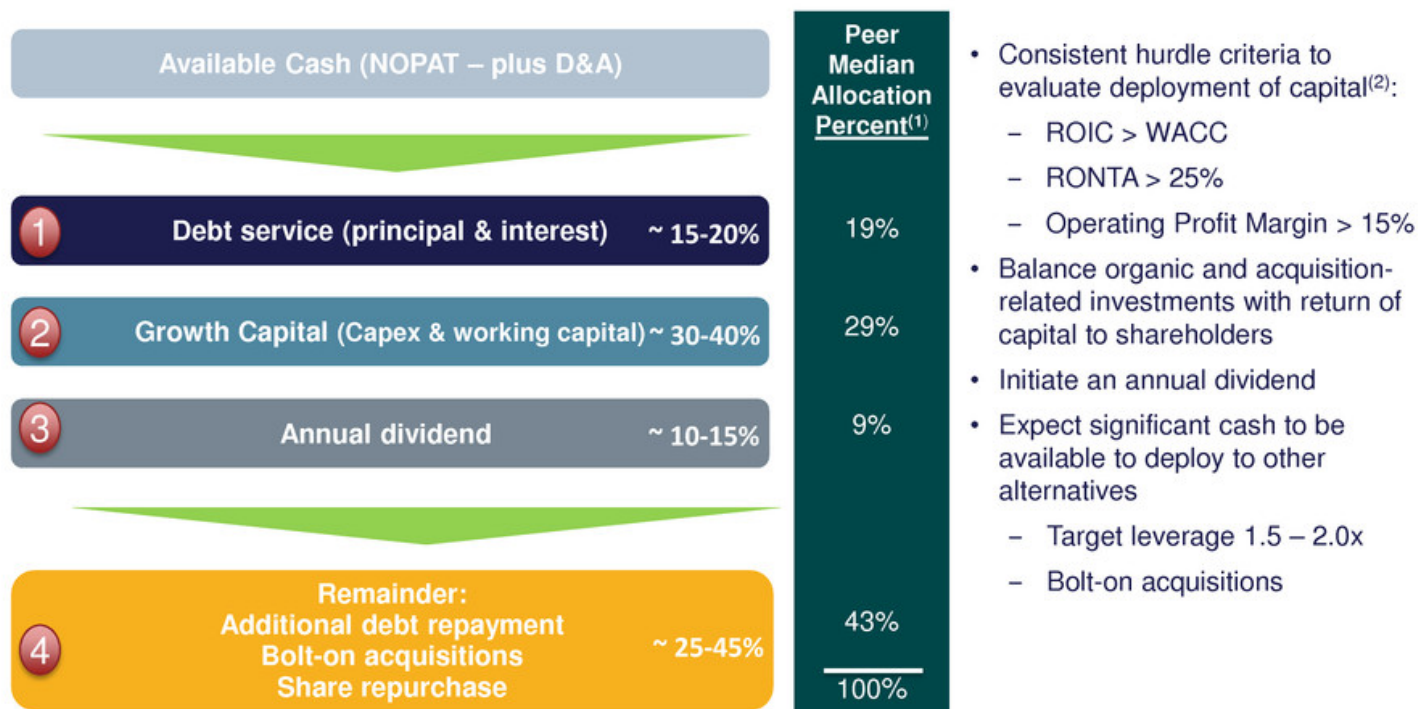 Available Cash (NOPAT – plus D&A)
1
Debt service (principal & interest) ~ 15-20%
2
Growth Capital (Capex & working capital) ~ 30-40%
3
Annual dividend ~ 10-15%
4
Remainder:
Additional debt repayment
Bolt-on acquisitions
Share repurchase
~ 25-45%
Peer
Median
Allocation
Percent(1)
19%
29%
9%
43%
100%
• Consistent hurdle criteria to
evaluate deployment of capital(2):
– ROIC > WACC
– RONTA > 25%
– Operating Profit Margin > 15%
• Balance organic and acquisition-
related investments with return of
capital to shareholders
• Initiate an annual dividend
• Expect significant cash to be
available to deploy to other
alternatives
– Target leverage 1.5 – 2.0x
– Bolt-on acquisitions